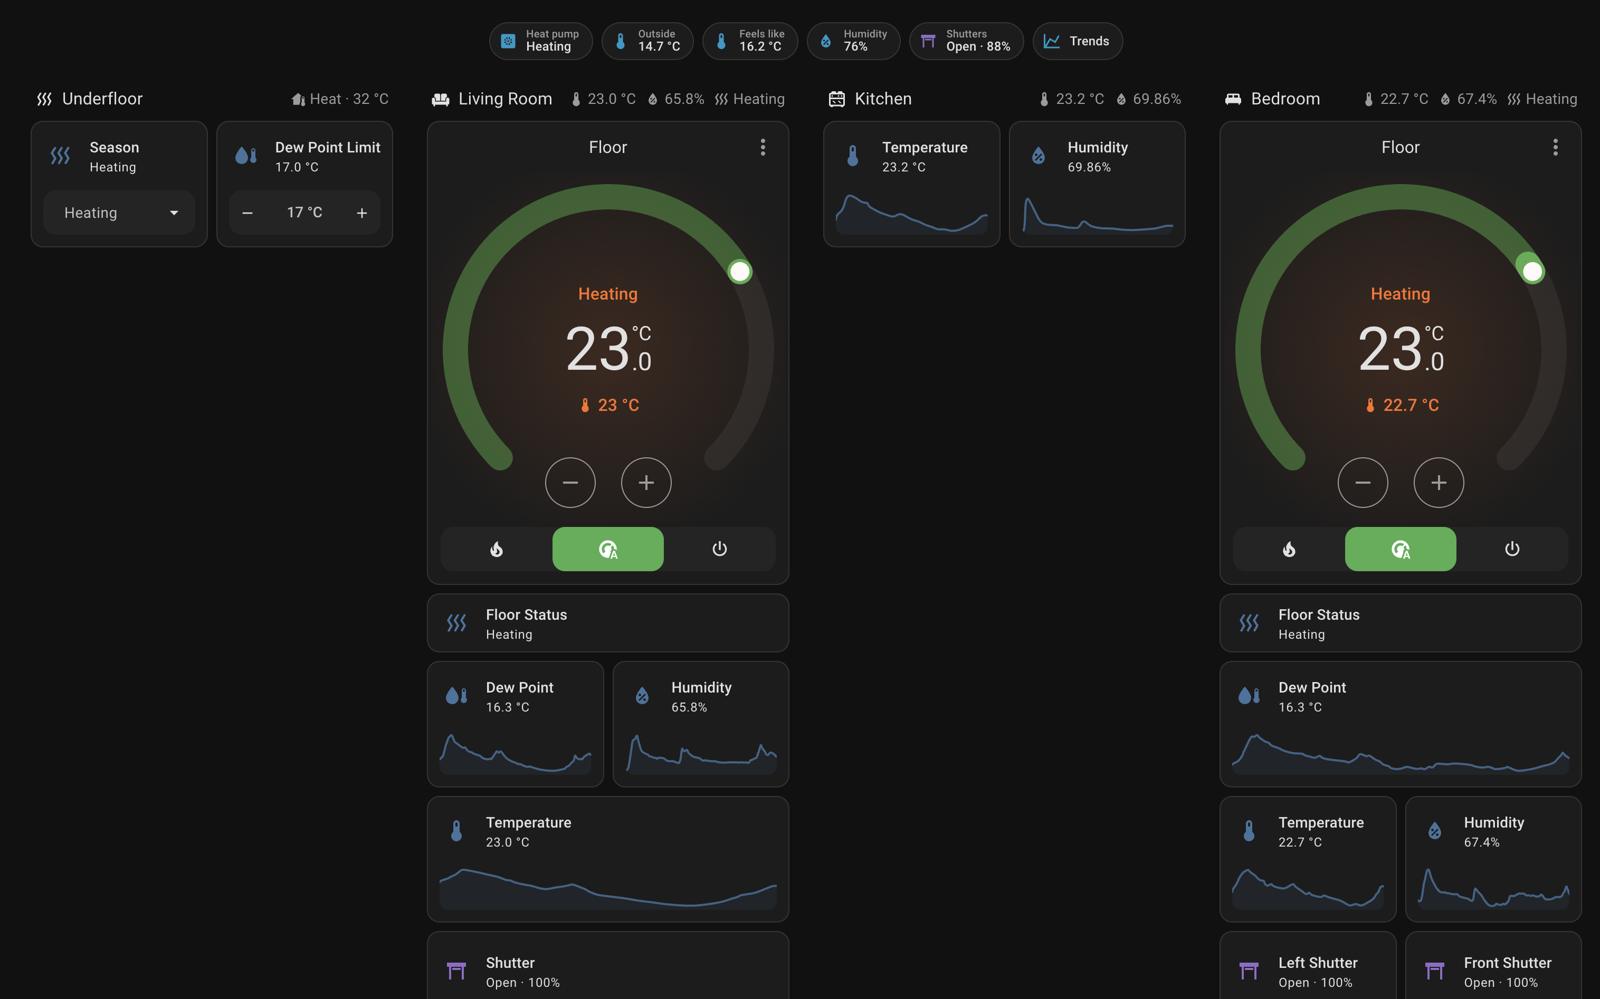 Heat pump
Heating
Outside
14.7 °C
Feels like
16.2 °C
Humidity
76%
Shutters
Open · 88%
Trends
Underfloor
Heat · 32 °C
Season
Heating
Heating
Dew Point Limit
17.0 °C
− 17 °C +
Living Room
23.0 °C 65.8% Heating
Floor
Heating
23.0 °C
23 °C
Floor Status
Heating
Dew Point
16.3 °C
Humidity
65.8%
Temperature
23.0 °C
Shutter
Open · 100%
Kitchen
23.2 °C 69.86%
Temperature
23.2 °C
Humidity
69.86%
Bedroom
22.7 °C 67.4% Heating
Floor
Heating
23.0 °C
22.7 °C
Floor Status
Heating
Dew Point
16.3 °C
Temperature
22.7 °C
Humidity
67.4%
Left Shutter
Open · 100%
Front Shutter
Open · 100%